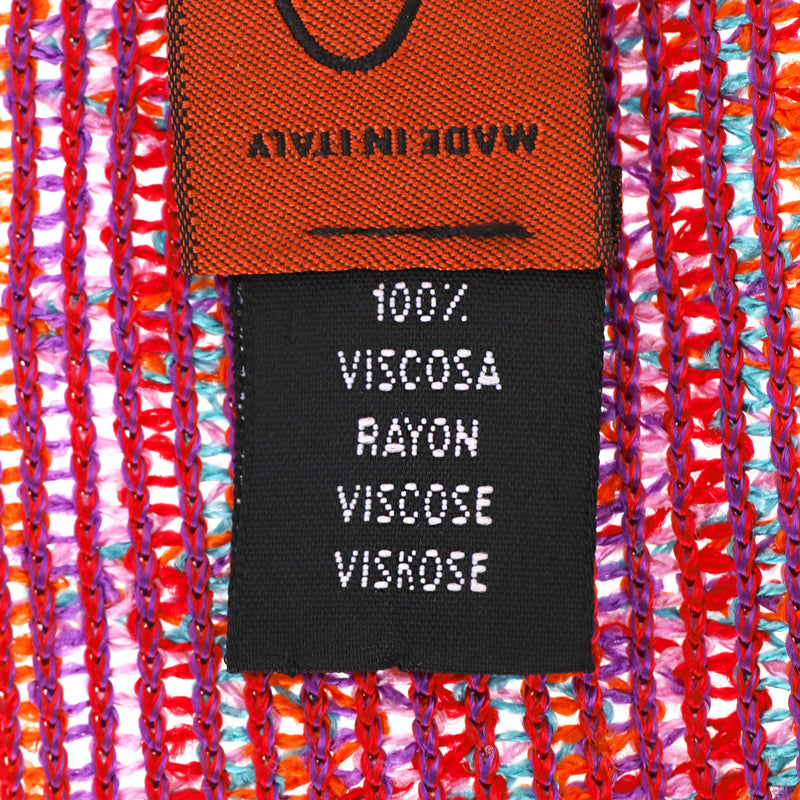 MADE IN ITALY
100%
VISCOSA
RAYON
VISCOSE
VISKOSE